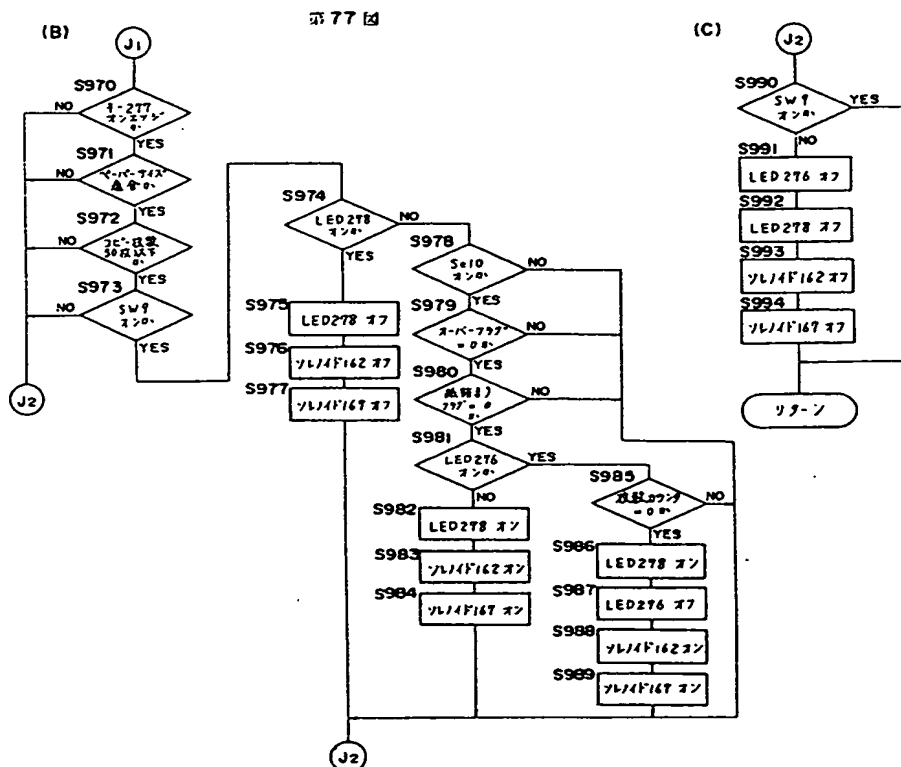 第77図
(B)
J1
S970
キー277
オンエッジ
か
NO
YES
S971
ペーパーサイズ
適合か
NO
YES
S972
コピー枚数
50枚以下
か
NO
YES
S973
SW9
オンか
NO
YES
J2
S974
LED278
オンか
NO
YES
S975
LED278 オフ
S976
ソレノイド162 オフ
S977
ソレノイド167 オフ
S978
Se10
オンか
NO
YES
S979
オーバーフラグ
=0か
NO
YES
S980
紙詰まり
フラグ=0
か
NO
YES
S981
LED276
オンか
YES
NO
S982
LED278 オン
S983
ソレノイド162オン
S984
ソレノイド167 オン
S985
枚数カウンタ
=0か
NO
YES
S986
LED278 オン
S987
LED276 オフ
S988
ソレノイド162オン
S989
ソレノイド167 オン
J2
(C)
J2
S990
SW9
オンか
YES
NO
S991
LED276 オフ
S992
LED278 オフ
S993
ソレノイド162オフ
S994
ソレノイド167 オフ
リターン